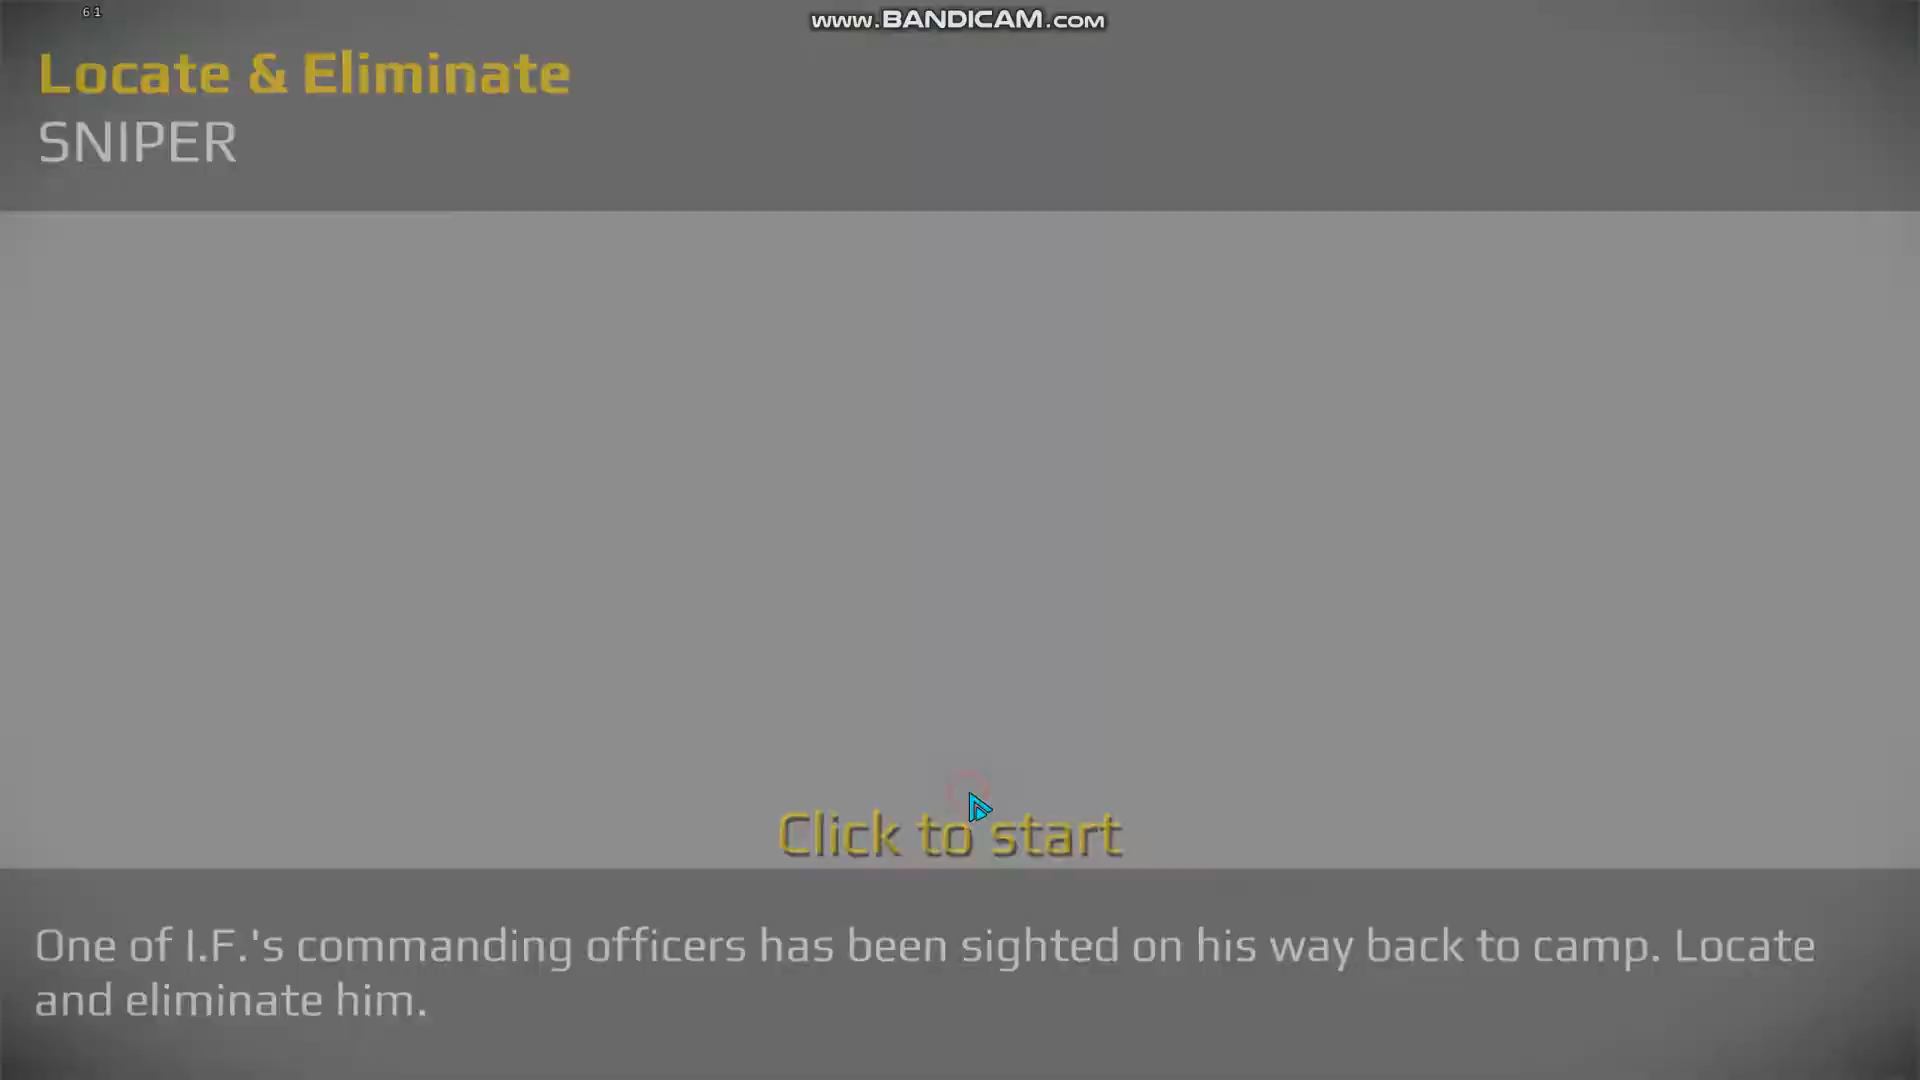 61
www.BANDICAM.com
Locate & Eliminate
SNIPER
Click to start
One of I.F.'s commanding officers has been sighted on his way back to camp. Locate
and eliminate him.